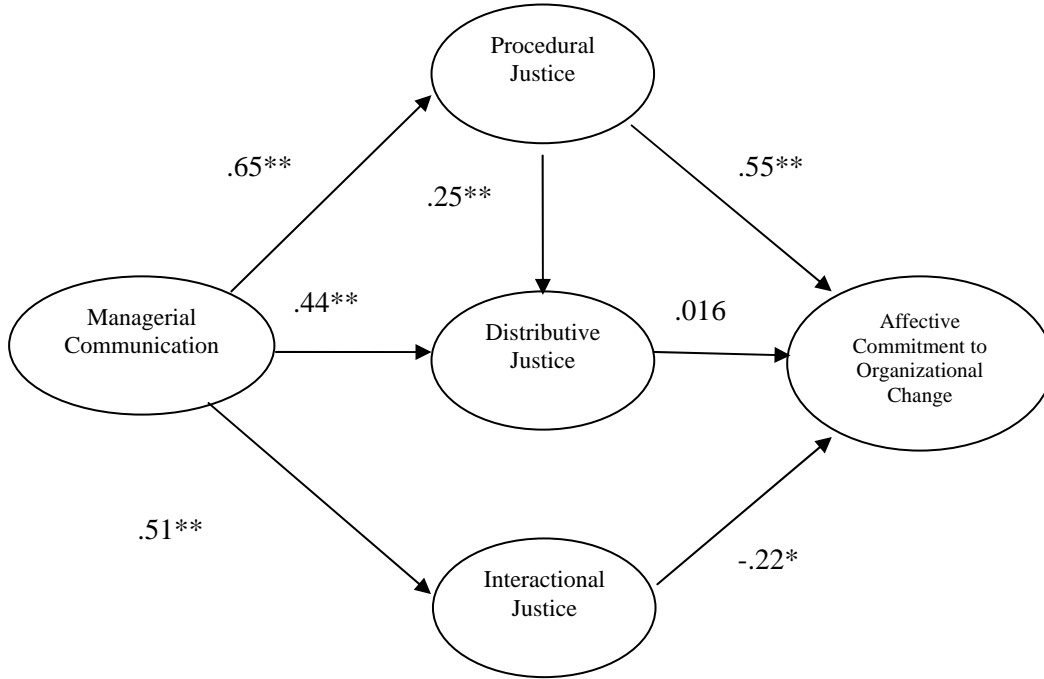 Procedural
Justice
.65**
.55**
.25**
Managerial
Communication
.44**
Distributive
Justice
.016
Affective
Commitment to
Organizational
Change
.51**
Interactional
Justice
-.22*